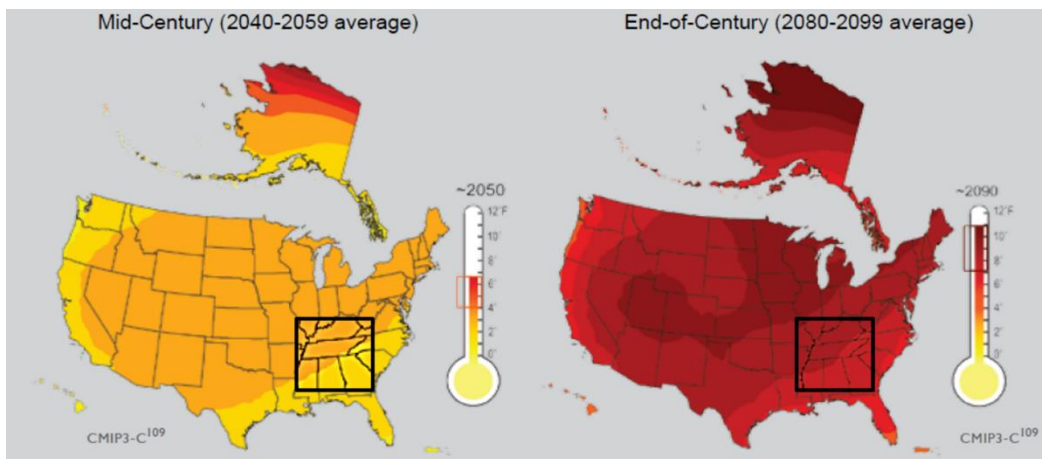 Mid-Century (2040-2059 average)
End-of-Century (2080-2099 average)
~2050
12°F
10°
8°
6°
4°
2°
0°
~2090
12°F
10°
8°
6°
4°
2°
0°
CMIP3-C109
CMIP3-C109